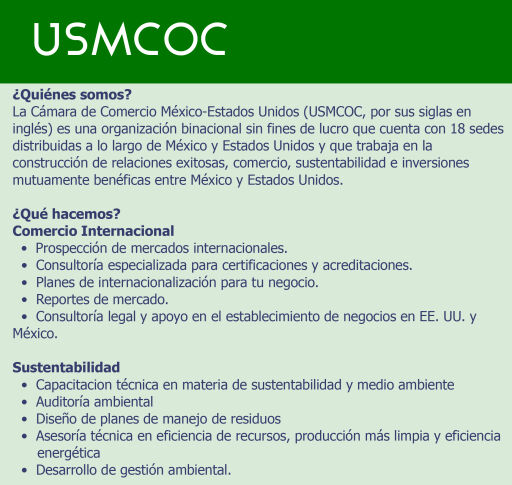 USMCOC
¿Quiénes somos?
La Cámara de Comercio México-Estados Unidos (USMCOC, por sus siglas en
inglés) es una organización binacional sin fines de lucro que cuenta con 18 sedes
distribuidas a lo largo de México y Estados Unidos y que trabaja en la
construcción de relaciones exitosas, comercio, sustentabilidad e inversiones
mutuamente benéficas entre México y Estados Unidos.
¿Qué hacemos?
Comercio Internacional
• Prospección de mercados internacionales.
• Consultoría especializada para certificaciones y acreditaciones.
• Planes de internacionalización para tu negocio.
• Reportes de mercado.
• Consultoría legal y apoyo en el establecimiento de negocios en EE. UU. y
México.
Sustentabilidad
• Capacitacion técnica en materia de sustentabilidad y medio ambiente
• Auditoría ambiental
• Diseño de planes de manejo de residuos
• Asesoría técnica en eficiencia de recursos, producción más limpia y eficiencia
energética
• Desarrollo de gestión ambiental.